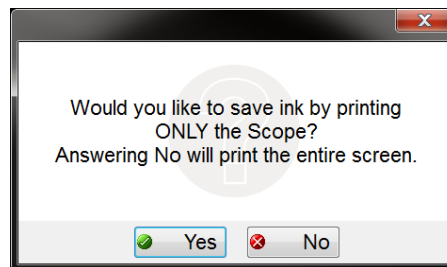 Would you like to save ink by printing
ONLY the Scope?
Answering No will print the entire screen.
Yes No